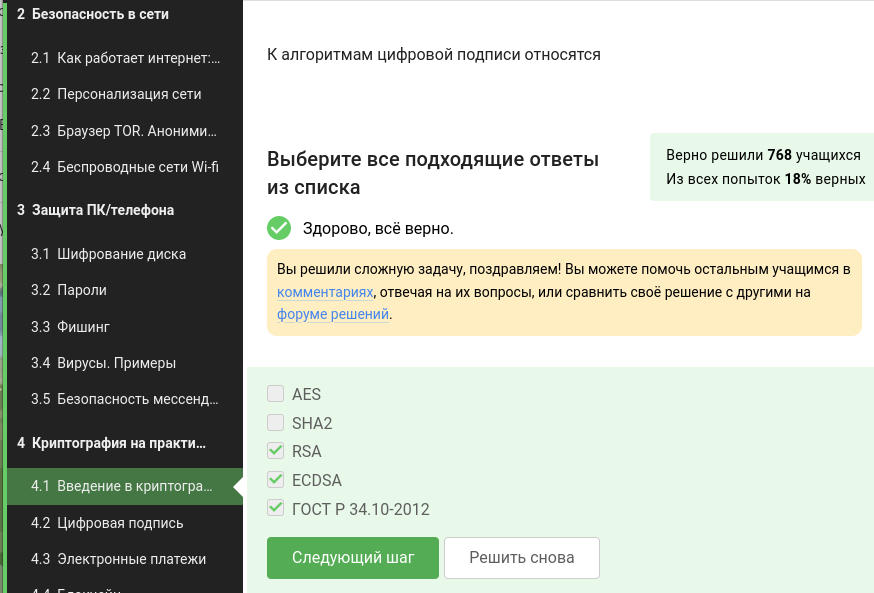 2 Безопасность в сети
2.1 Как работает интернет:...
2.2 Персонализация сети
2.3 Браузер TOR. Аноними...
2.4 Беспроводные сети Wi-fi
3 Защита ПК/телефона
3.1 Шифрование диска
3.2 Пароли
3.3 Фишинг
3.4 Вирусы. Примеры
3.5 Безопасность мессенд...
4 Криптография на практи...
4.1 Введение в криптогра...
4.2 Цифровая подпись
4.3 Электронные платежи
К алгоритмам цифровой подписи относятся
Выберите все подходящие ответы
из списка
Верно решили 768 учащихся
Из всех попыток 18% верных
Здорово, всё верно.
Вы решили сложную задачу, поздравляем! Вы можете помочь остальным учащимся в
комментариях, отвечая на их вопросы, или сравнить своё решение с другими на
форуме решений.
AES
SHA2
RSA
ECDSA
ГОСТ Р 34.10-2012
Следующий шаг
Решить снова